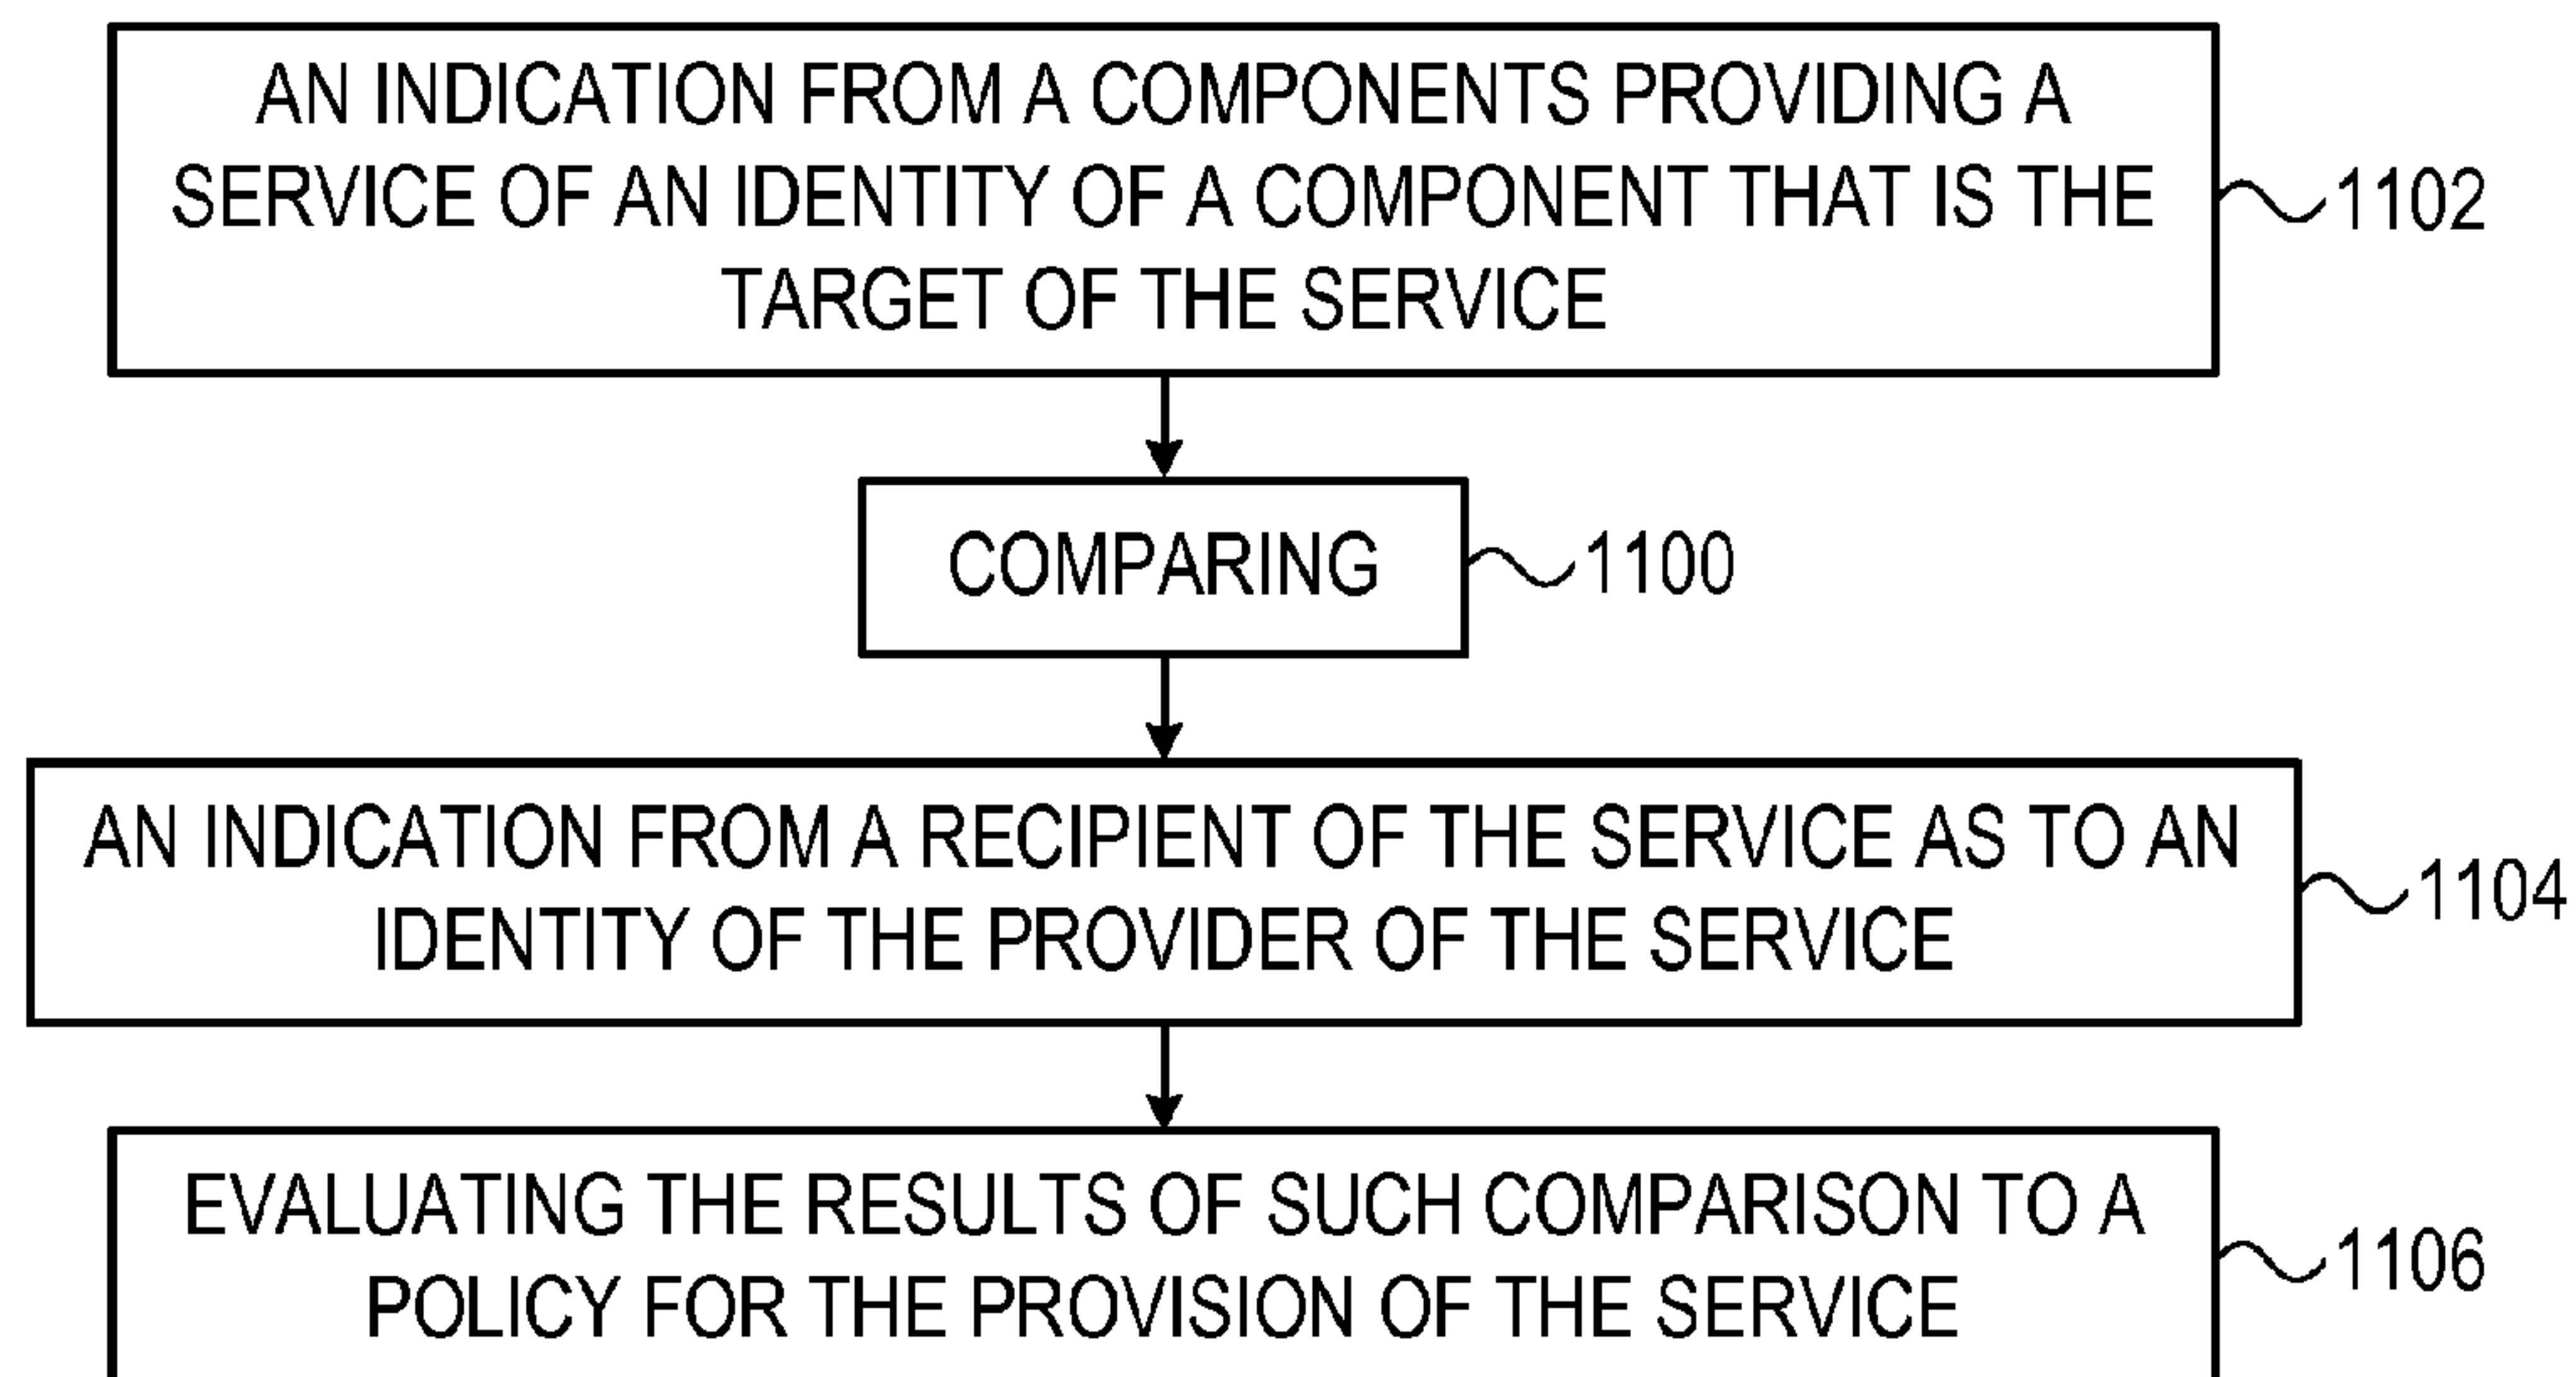 AN INDICATION FROM A COMPONENTS PROVIDING A
SERVICE OF AN IDENTITY OF A COMPONENT THAT IS THE
TARGET OF THE SERVICE
1102
COMPARING
1100
AN INDICATION FROM A RECIPIENT OF THE SERVICE AS TO AN
IDENTITY OF THE PROVIDER OF THE SERVICE
1104
EVALUATING THE RESULTS OF SUCH COMPARISON TO A
POLICY FOR THE PROVISION OF THE SERVICE
1106